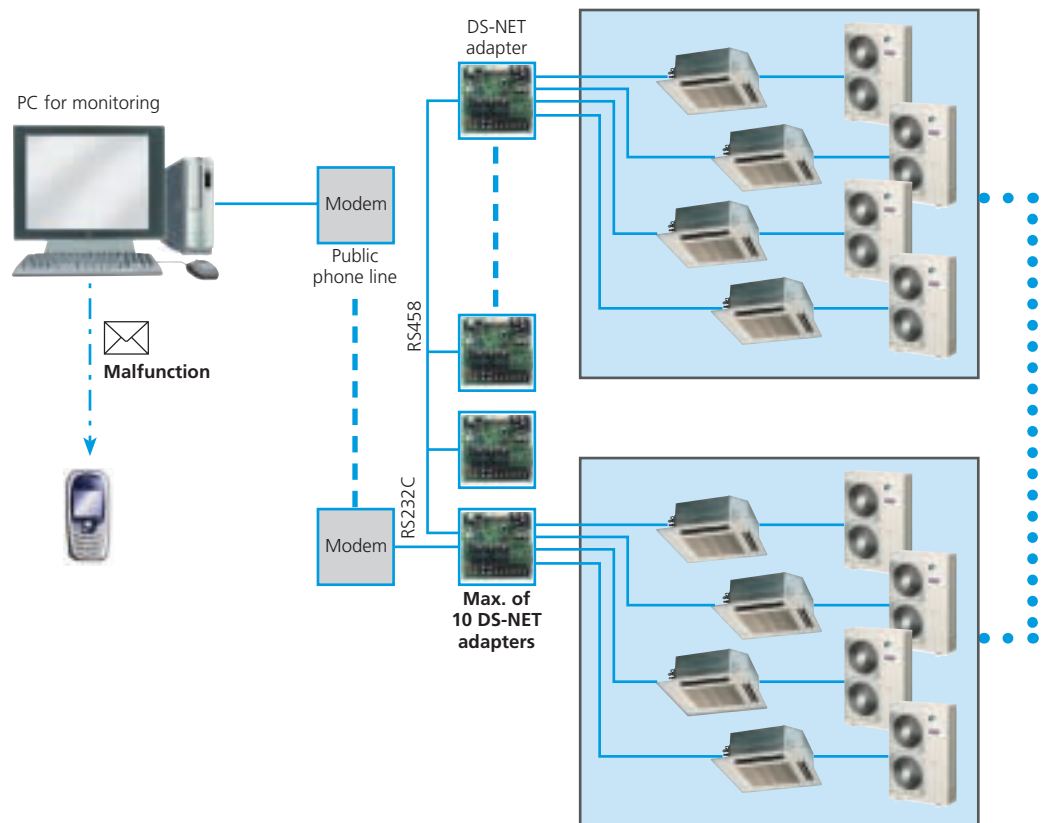 DS-NET
adapter
PC for monitoring
Modem
Public
phone line
RS458
Malfunction
RS232C
Modem
Max. of
10 DS-NET
adapters